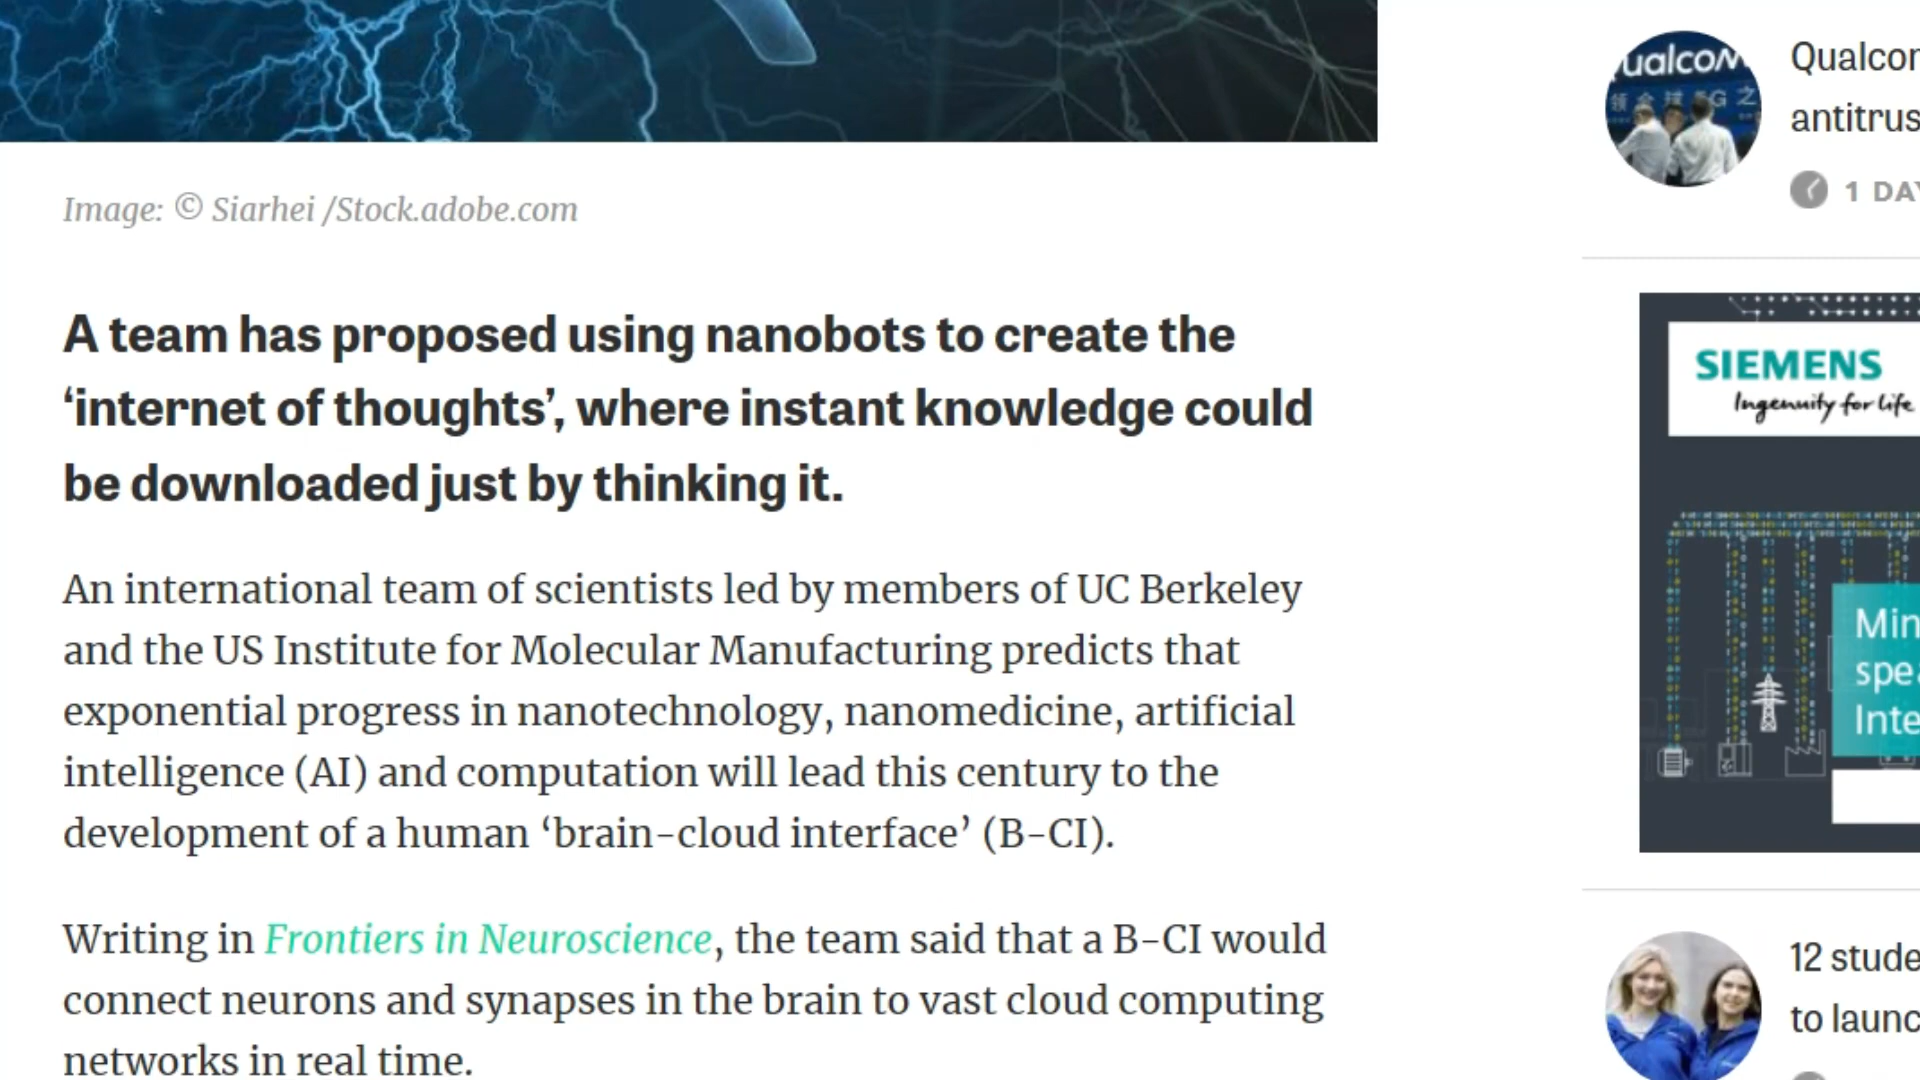 Image: © Siarhei /Stock.adobe.com
A team has proposed using nanobots to create the
‘internet of thoughts’, where instant knowledge could
be downloaded just by thinking it.
An international team of scientists led by members of UC Berkeley
and the US Institute for Molecular Manufacturing predicts that
exponential progress in nanotechnology, nanomedicine, artificial
intelligence (AI) and computation will lead this century to the
development of a human ‘brain-cloud interface’ (B-CI).
Writing in Frontiers in Neuroscience, the team said that a B-CI would
connect neurons and synapses in the brain to vast cloud computing
networks in real time.
ualcom
Qualcor
antitrus
1 DAY
SIEMENS
Ingenuity for life
Min
spea
Inte
12 stude
to launc